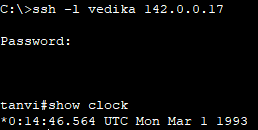 C:\>ssh -l vedika 142.0.0.17
Password:
tanvi#show clock
*0:14:46.564 UTC Mon Mar 1 1993